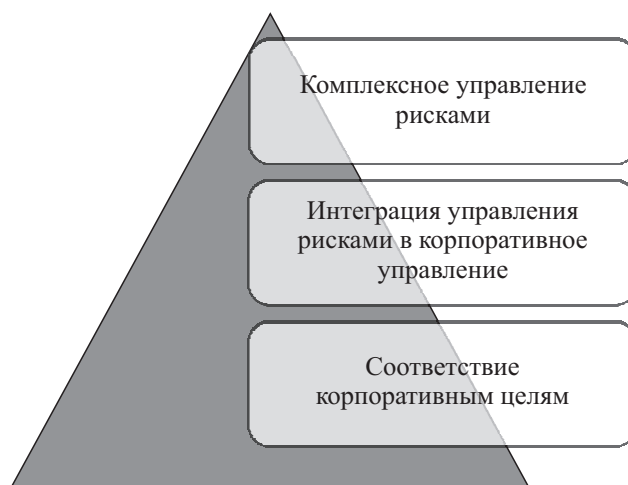 Комплексное управление
рисками
Интеграция управления
рисками в корпоративное
управление
Соответствие
корпоративным целям